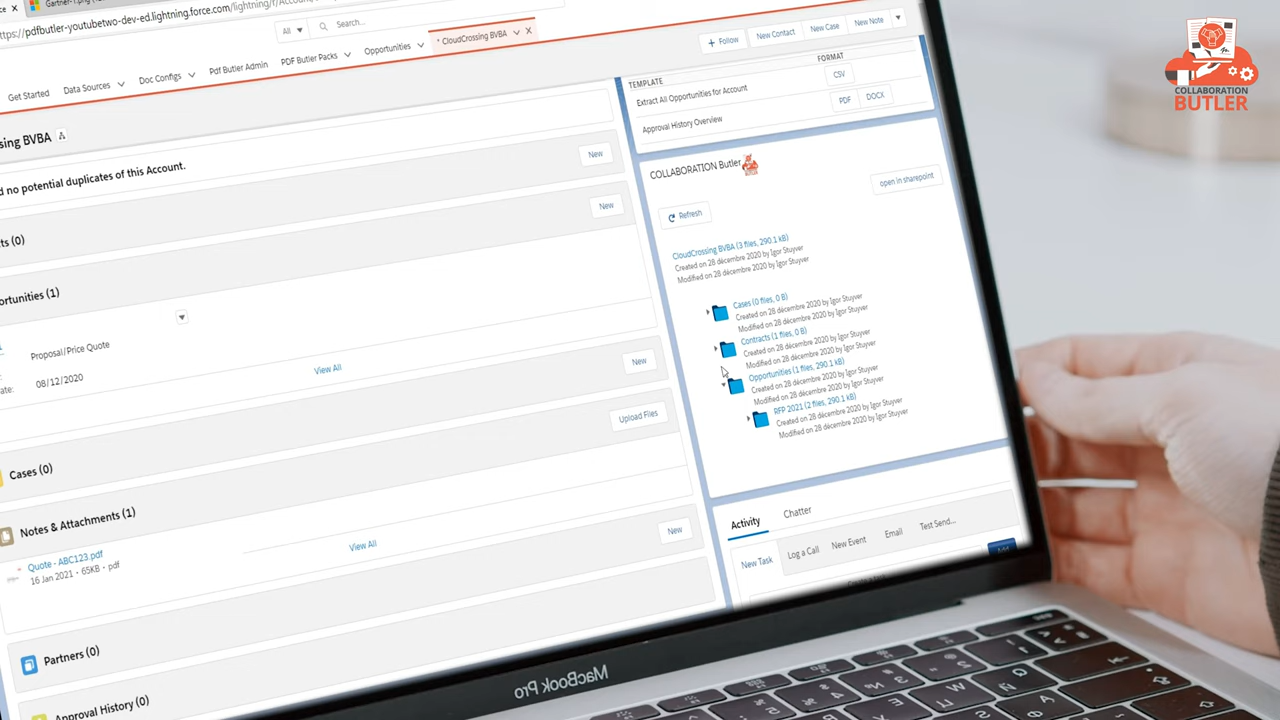 Gartner-1.png
https://pdfbutler-youtubetwo-dev-ed.lightning.force.com/lightning/r/Account
All
Search...
Get Started
Data Sources
Doc Configs
Pdf Butler Admin
PDF Butler Packs
Opportunities
* CloudCrossing BVBA
+ Follow
New Contact
New Case
New Note
sing BVBA
d no potential duplicates of this Account.
New
ts (0)
New
ortunities (1)
Proposal/Price Quote
ate:
08/12/2020
View All
New
Cases (0)
Upload Files
Notes & Attachments (1)
Quote - ABC123.pdf
16 Jan 2021 • 65KB • pdf
View All
New
Partners (0)
Approval History (0)
TEMPLATE
FORMAT
Extract All Opportunities for Account
CSV
Approval History Overview
PDF
DOCX
COLLABORATION Butler
open in sharepoint
Refresh
CloudCrossing BVBA (3 files, 290.1 kB)
Created on 28 décembre 2020 by Igor Stuyver
Modified on 28 décembre 2020 by Igor Stuyver
Cases (0 files, 0 B)
Created on 28 décembre 2020 by Igor Stuyver
Modified on 28 décembre 2020 by Igor Stuyver
Contracts (1 files, 0 B)
Created on 28 décembre 2020 by Igor Stuyver
Modified on 28 décembre 2020 by Igor Stuyver
Opportunities (1 files, 290.1 kB)
Created on 28 décembre 2020 by Igor Stuyver
Modified on 28 décembre 2020 by Igor Stuyver
RFP 2021 (2 files, 290.1 kB)
Created on 28 décembre 2020 by Igor Stuyver
Modified on 28 décembre 2020 by Igor Stuyver
Activity
Chatter
New Task
Log a Call
New Event
Email
Test Send...
MacBook Pro
COLLABORATION
BUTLER